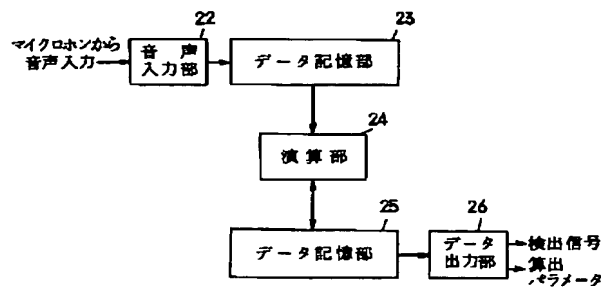 22
23
マイクロホンから
音声入力
音声
入力部
データ記憶部
24
演算部
25
26
データ記憶部
データ
出力部
検出信号
算出
パラメータ